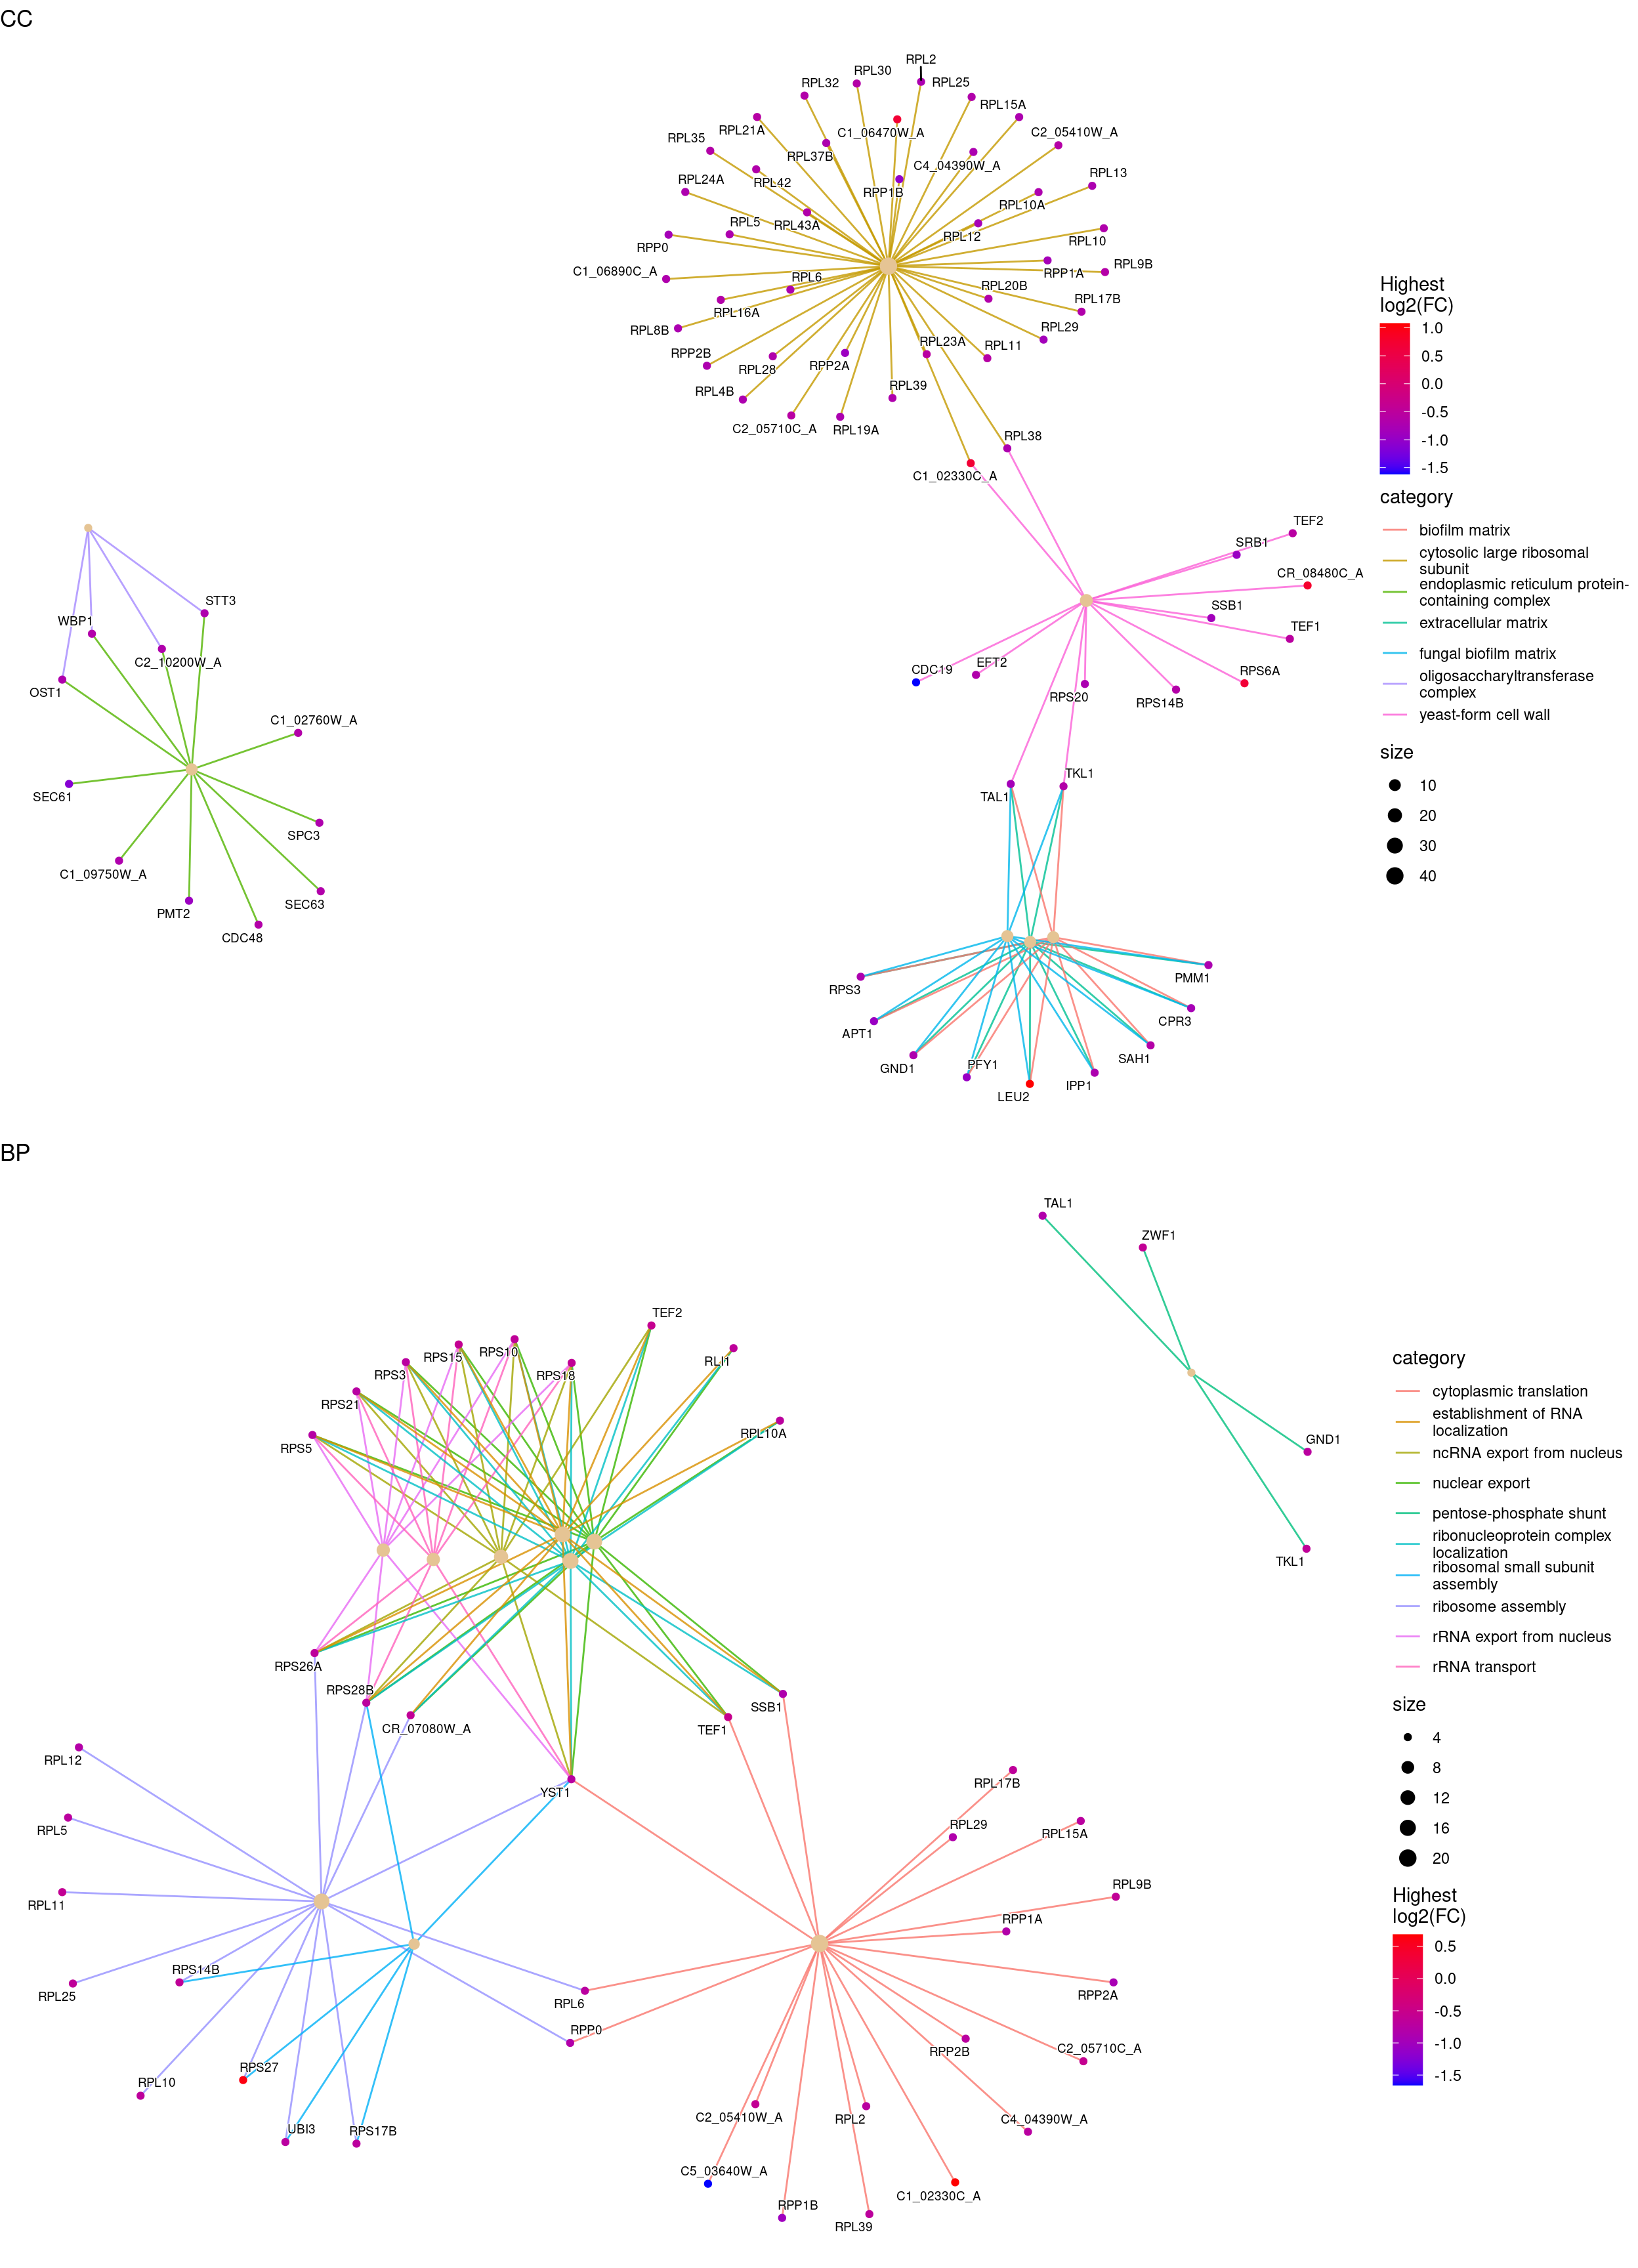 CC
RPL2
RPL30
RPL32
RPL25
RPL15A
RPL21A
C1_06470W_A
C2_05410W_A
RPL35
RPL37B
C4_04390W_A
RPL24A
RPL42
RPP1B
RPL13
RPL10A
RPL5
RPL43A
RPL12
RPL10
RPP0
C1_06890C_A
RPL6
RPP1A
RPL9B
RPL20B
RPL17B
RPL16A
RPL8B
RPL29
RPP2B
RPL28
RPP2A
RPL23A
RPL11
RPL4B
RPL39
C2_05710C_A
RPL19A
RPL38
C1_02330C_A
TEF2
SRB1
CR_08480C_A
SSB1
TEF1
CDC19
EFT2
RPS20
RPS14B
RPS6A
STT3
WBP1
C2_10200W_A
OST1
C1_02760W_A
SEC61
SPC3
C1_09750W_A
PMT2
SEC63
CDC48
TAL1
TKL1
RPS3
PMM1
APT1
CPR3
GND1
SAH1
PFY1
IPP1
LEU2
Highest
log2(FC)
1.0
0.5
0.0
-0.5
-1.0
-1.5
category
biofilm matrix
cytosolic large ribosomal
subunit
endoplasmic reticulum protein-
containing complex
extracellular matrix
fungal biofilm matrix
oligosaccharyltransferase
complex
yeast-form cell wall
size
10
20
30
40
BP
TAL1
ZWF1
GND1
TKL1
TEF2
RLI1
RPS10
RPS15
RPS3
RPS18
RPS21
RPS5
RPL10A
RPS26A
RPS28B
CR_07080W_A
SSB1
TEF1
YST1
RPL12
RPL5
RPL11
RPL25
RPS14B
RPL10
RPS27
UBI3
RPS17B
RPL6
RPP0
RPL17B
RPL29
RPL15A
RPL9B
RPP1A
RPP2A
RPP2B
C2_05710C_A
C2_05410W_A
RPL2
C4_04390W_A
C5_03640W_A
C1_02330C_A
RPP1B
RPL39
category
cytoplasmic translation
establishment of RNA
localization
ncRNA export from nucleus
nuclear export
pentose-phosphate shunt
ribonucleoprotein complex
localization
ribosomal small subunit
assembly
ribosome assembly
rRNA export from nucleus
rRNA transport
size
4
8
12
16
20
Highest
log2(FC)
0.5
0.0
-0.5
-1.0
-1.5